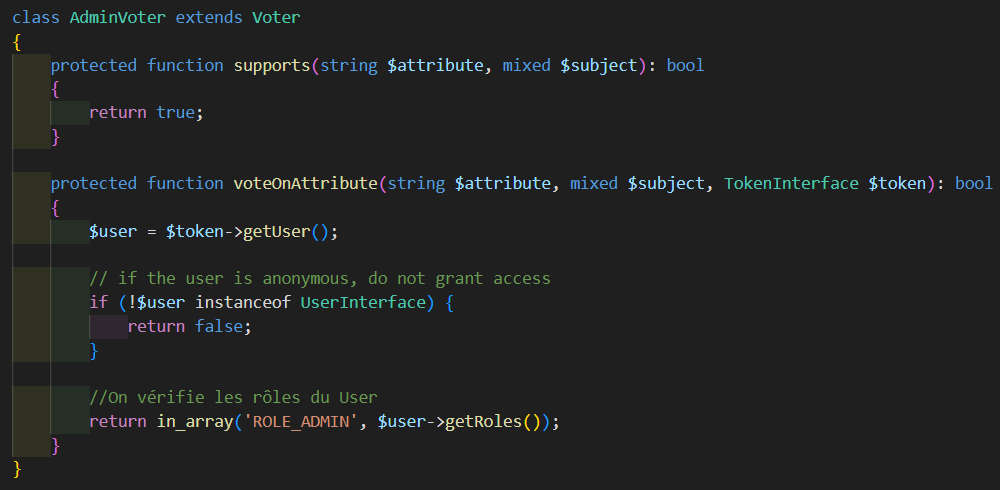 class AdminVoter extends Voter
{
    protected function supports(string $attribute, mixed $subject): bool
    {
        return true;
    }

    protected function voteOnAttribute(string $attribute, mixed $subject, TokenInterface $token): bool
    {
        $user = $token->getUser();

        // if the user is anonymous, do not grant access
        if (!$user instanceof UserInterface) {
            return false;
        }

        //On vérifie les rôles du User
        return in_array('ROLE_ADMIN', $user->getRoles());
    }
}